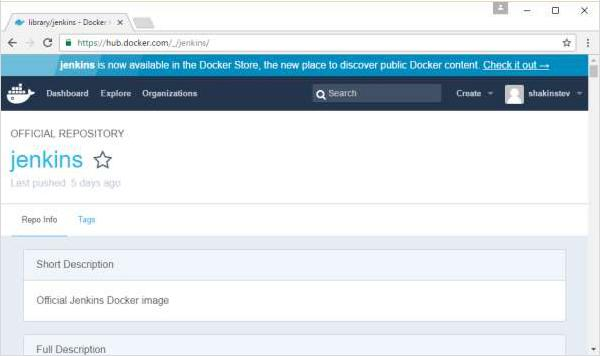 library/jenkins - Docker
https://hub.docker.com/_/jenkins/
jenkins is now available in the Docker Store, the new place to discover public Docker content. Check it out →
Dashboard Explore Organizations Search Create shakinstev
OFFICIAL REPOSITORY
jenkins
Last pushed: 5 days ago
Repo Info Tags
Short Description
Official Jenkins Docker image
Full Description